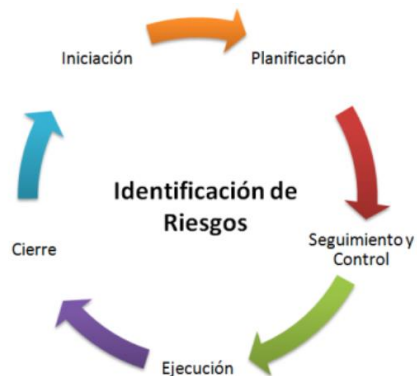 Iniciación
Planificación
Identificación de
Riesgos
Seguimiento y
Control
Cierre
Ejecución